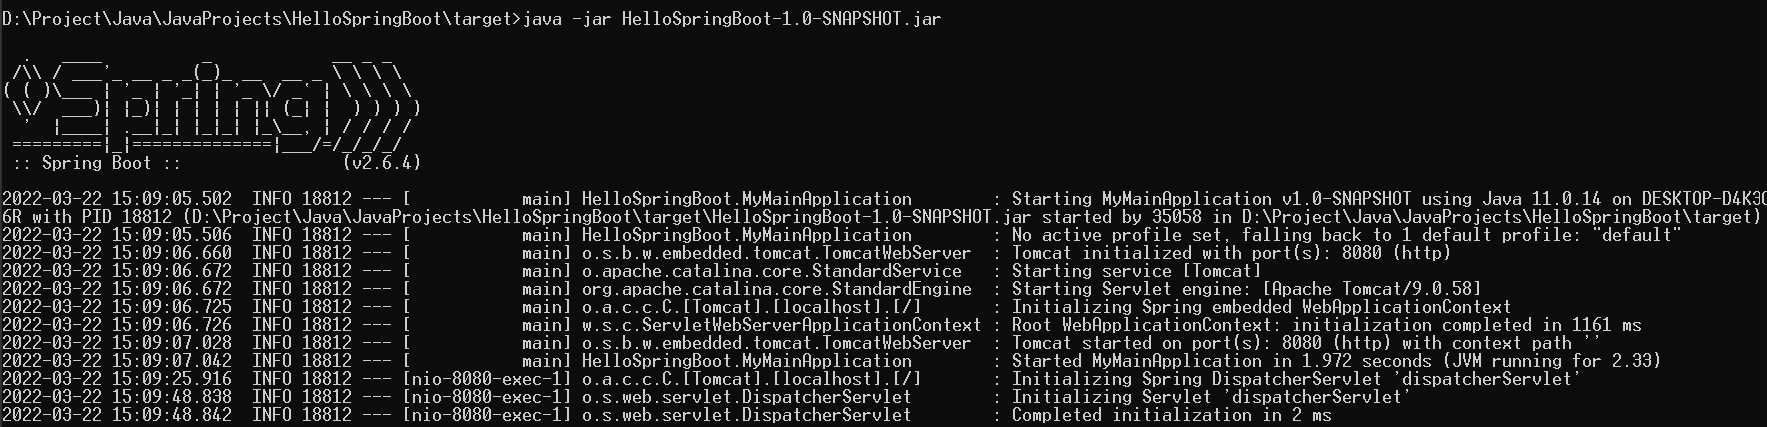 D:\Project\Java\JavaProjects\HelloSpringBoot\target>java -jar HelloSpringBoot-1.0-SNAPSHOT.jar

  .   ____          _            __ _ _
 /\\ / ___'_ __ _ _(_)_ __  __ _ \ \ \ \
( ( )\___ | '_ | '_| | '_ \/ _` | \ \ \ \
 \\/  ___)| |_)| | | | | || (_| |  ) ) ) )
  '  |____| .__|_| |_|_| |_\__, | / / / /
 =========|_|==============|___/=/_/_/_/
 :: Spring Boot ::                (v2.6.4)

2022-03-22 15:09:05.502  INFO 18812 --- [           main] HelloSpringBoot.MyMainApplication        : Starting MyMainApplication v1.0-SNAPSHOT using Java 11.0.14 on DESKTOP-D4K3O
6R with PID 18812 (D:\Project\Java\JavaProjects\HelloSpringBoot\target\HelloSpringBoot-1.0-SNAPSHOT.jar started by 35058 in D:\Project\Java\JavaProjects\HelloSpringBoot\target)
2022-03-22 15:09:05.506  INFO 18812 --- [           main] HelloSpringBoot.MyMainApplication        : No active profile set, falling back to 1 default profile: "default"
2022-03-22 15:09:06.660  INFO 18812 --- [           main] o.s.b.w.embedded.tomcat.TomcatWebServer  : Tomcat initialized with port(s): 8080 (http)
2022-03-22 15:09:06.672  INFO 18812 --- [           main] o.apache.catalina.core.StandardService   : Starting service [Tomcat]
2022-03-22 15:09:06.672  INFO 18812 --- [           main] org.apache.catalina.core.StandardEngine  : Starting Servlet engine: [Apache Tomcat/9.0.58]
2022-03-22 15:09:06.725  INFO 18812 --- [           main] o.a.c.c.C.[Tomcat].[localhost].[/]       : Initializing Spring embedded WebApplicationContext
2022-03-22 15:09:06.726  INFO 18812 --- [           main] w.s.c.ServletWebServerApplicationContext : Root WebApplicationContext: initialization completed in 1161 ms
2022-03-22 15:09:07.028  INFO 18812 --- [           main] o.s.b.w.embedded.tomcat.TomcatWebServer  : Tomcat started on port(s): 8080 (http) with context path ''
2022-03-22 15:09:07.042  INFO 18812 --- [           main] HelloSpringBoot.MyMainApplication        : Started MyMainApplication in 1.972 seconds (JVM running for 2.33)
2022-03-22 15:09:25.916  INFO 18812 --- [nio-8080-exec-1] o.a.c.c.C.[Tomcat].[localhost].[/]       : Initializing Spring DispatcherServlet 'dispatcherServlet'
2022-03-22 15:09:48.838  INFO 18812 --- [nio-8080-exec-1] o.s.web.servlet.DispatcherServlet        : Initializing Servlet 'dispatcherServlet'
2022-03-22 15:09:48.842  INFO 18812 --- [nio-8080-exec-1] o.s.web.servlet.DispatcherServlet        : Completed initialization in 2 ms